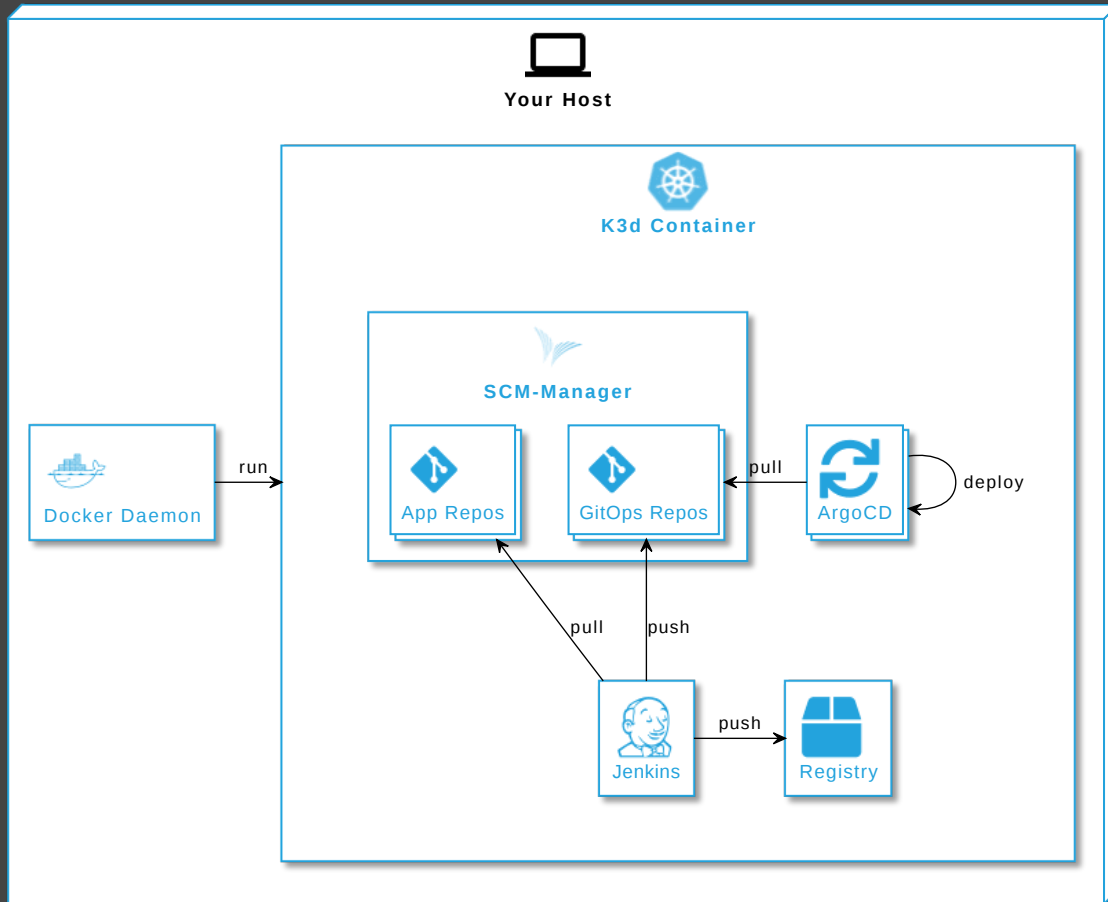 Your Host
K3d Container
SCM-Manager
Docker Daemon
run
App Repos
GitOps Repos
pull
ArgoCD
deploy
pull
push
Jenkins
push
Registry